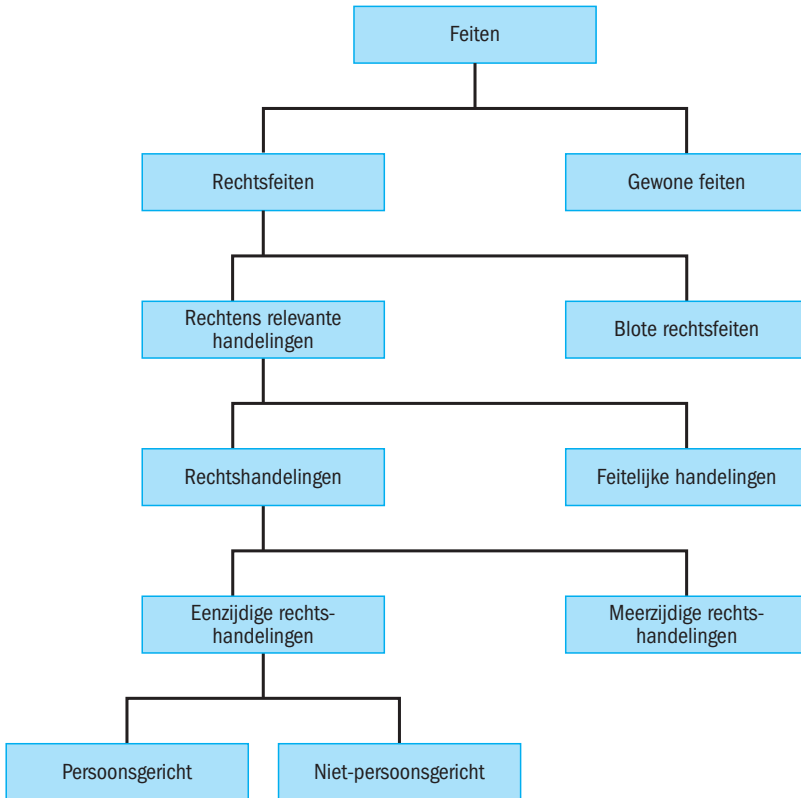 Feiten
Rechtsfeiten
Gewone feiten
Rechtens relevante
handelingen
Blote rechtsfeiten
Rechtshandelingen
Feitelijke handelingen
Eenzijdige rechts-
handelingen
Meerzijdige rechts-
handelingen
Persoonsgericht
Niet-persoonsgericht